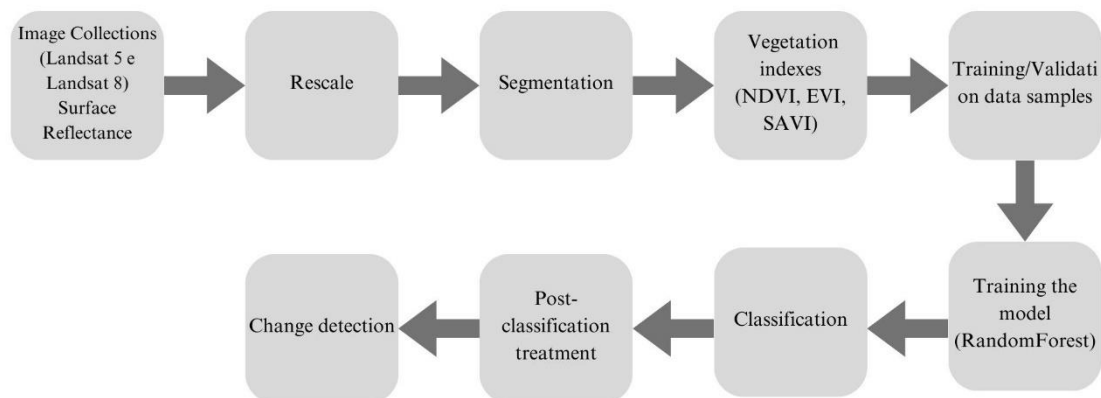 Image Collections
(Landsat 5 e
Landsat 8)
Surface
Reflectance
Rescale
Segmentation
Vegetation
indexes
(NDVI, EVI,
SAVI)
Training/Validati
on data samples
Training the
model
(RandomForest)
Classification
Post-
classification
treatment
Change detection